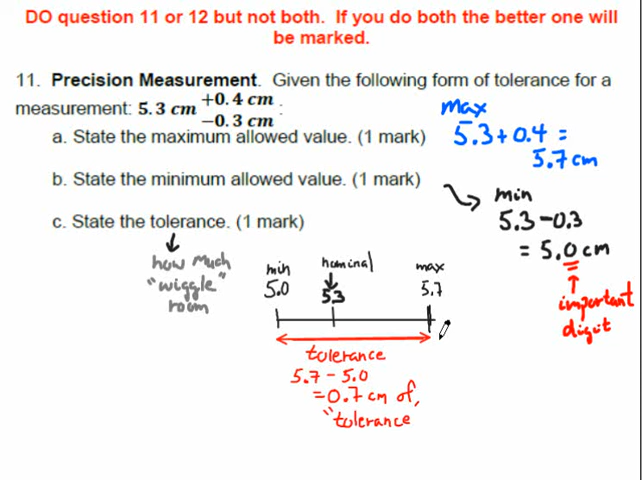 DO question 11 or 12 but not both. If you do both the better one will
be marked.
11. Precision Measurement. Given the following form of tolerance for a
measurement: 5.3 cm +0.4 cm −0.3 cm :
a. State the maximum allowed value. (1 mark)
max
5.3+0.4 =
5.7 cm
b. State the minimum allowed value. (1 mark)
min
5.3-0.3
= 5.0 cm
important
digit
c. State the tolerance. (1 mark)
how much
"wiggle"
room
min
5.0
nominal
5.3
max
5.7
tolerance
5.7 - 5.0
=0.7 cm of,
"tolerance